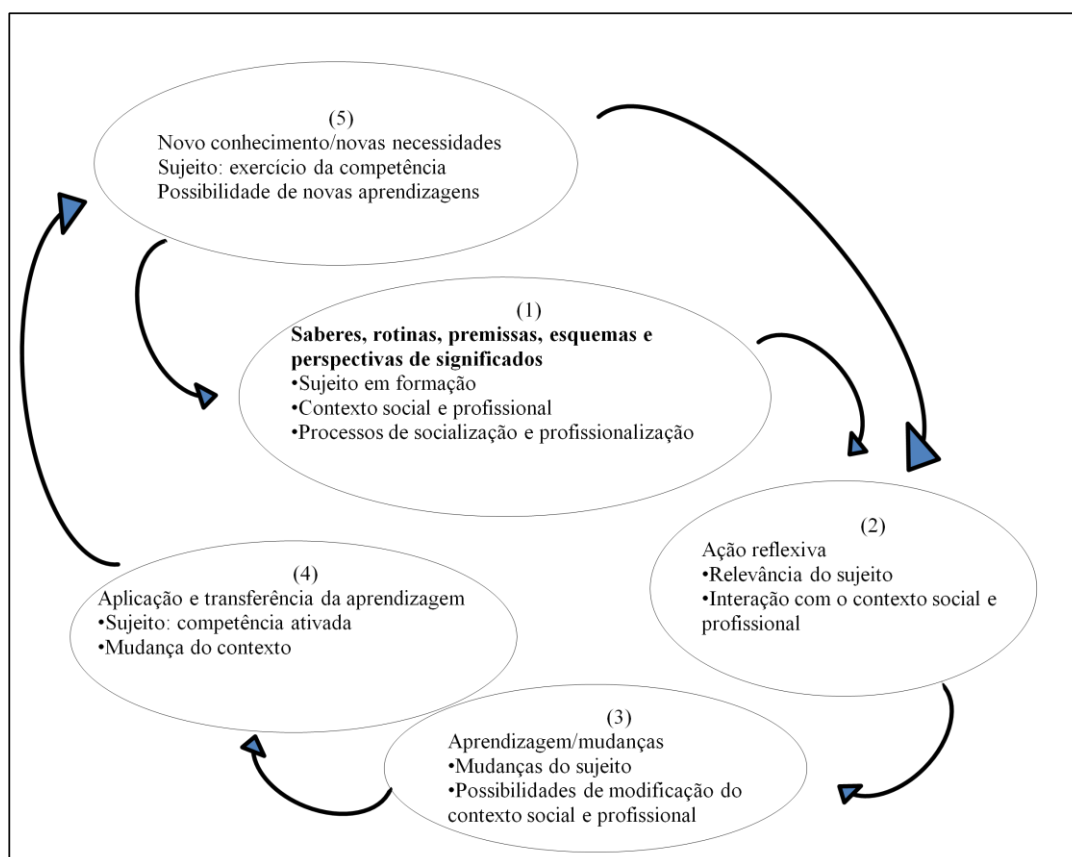 (5)
Novo conhecimento/novas necessidades
Sujeito: exercício da competência
Possibilidade de novas aprendizagens
(1)
Saberes, rotinas, premissas, esquemas e
perspectivas de significados
•Sujeito em formação
•Contexto social e profissional
•Processos de socialização e profissionalização
(2)
Ação reflexiva
•Relevância do sujeito
•Interação com o contexto social e
profissional
(4)
Aplicação e transferência da aprendizagem
•Sujeito: competência ativada
•Mudança do contexto
(3)
Aprendizagem/mudanças
•Mudanças do sujeito
•Possibilidades de modificação do
contexto social e profissional